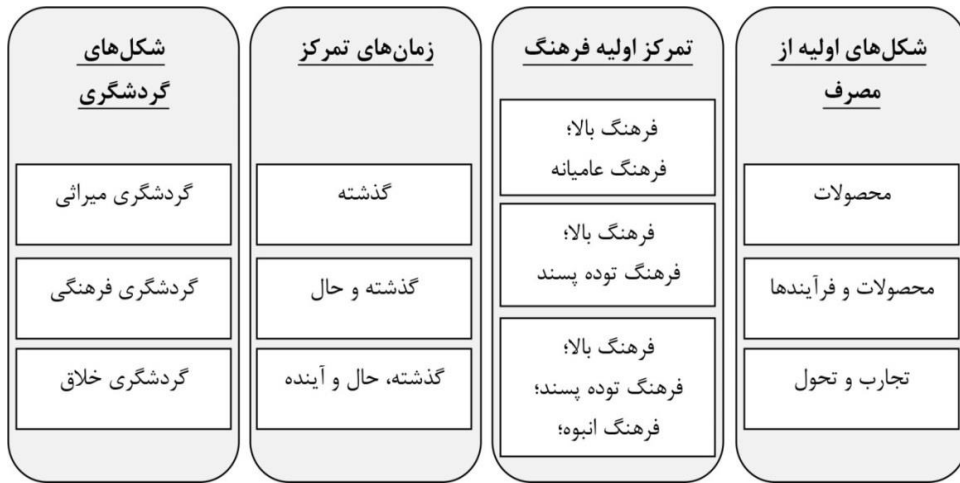 شکل‌های اولیه از
مصرف
محصولات
محصولات و فرآیندها
تجارب و تحول
تمرکز اولیه فرهنگ
فرهنگ بالا؛
فرهنگ عامیانه
فرهنگ بالا؛
فرهنگ توده پسند
فرهنگ بالا؛
فرهنگ توده پسند؛
فرهنگ انبوه؛
زمان‌های تمرکز
گذشته
گذشته و حال
گذشته، حال و آینده
شکل‌های
گردشگری
گردشگری میراثی
گردشگری فرهنگی
گردشگری خلاق